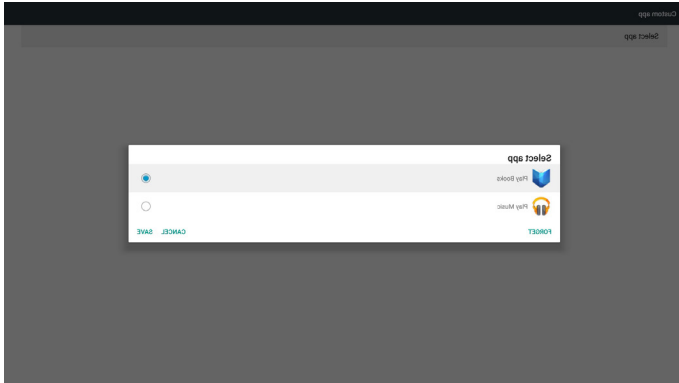 Custom app
Select app
Select app
Play Books
Play Music
FORGET CANCEL SAVE